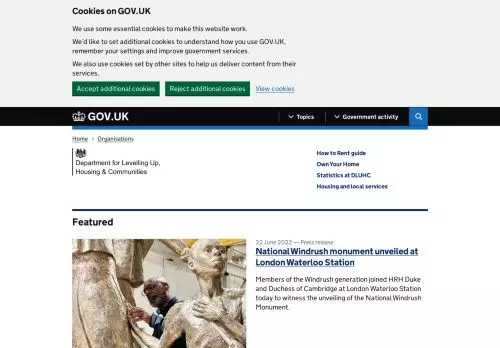 Cookies on GOV.UK
We use some essential cookies to make this website work.
We'd like to set additional cookies to understand how you use GOV.UK,
remember your settings and improve government services.
We also use cookies set by other sites to help us deliver content from their
services.
Accept additional cookies
Reject additional cookies
View cookies
GOV.UK
Topics
Government activity
Home > Organisations
Department for Levelling Up,
Housing & Communities
How to Rent guide
Own Your Home
Statistics at DLUHC
Housing and local services
Featured
22 June 2022 — Press release
National Windrush monument unveiled at
London Waterloo Station
Members of the Windrush generation joined HRH Duke
and Duchess of Cambridge at London Waterloo Station
today to witness the unveiling of the National Windrush
Monument.